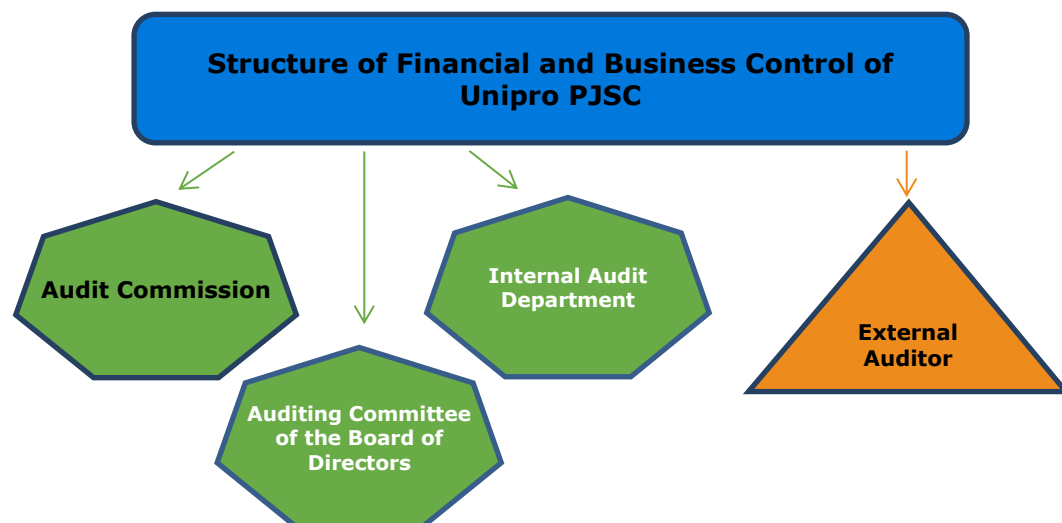 Structure of Financial and Business Control of
Unipro PJSC
Audit Commission
Internal Audit
Department
External
Auditor
Auditing Committee
of the Board of
Directors